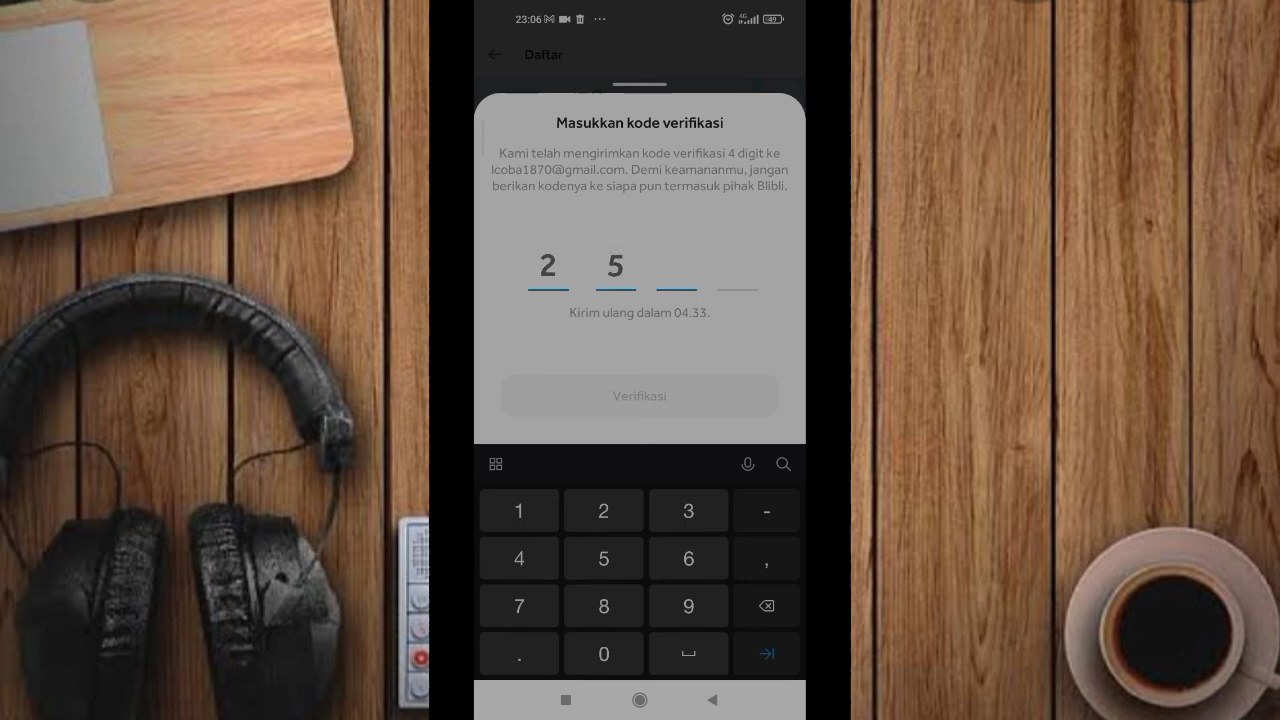 23:06 ...
4G 49
Daftar
Masukkan kode verifikasi
Kami telah mengirimkan kode verifikasi 4 digit ke
lcoba1870@gmail.com. Demi keamananmu, jangan
berikan kodenya ke siapa pun termasuk pihak Blibli.
2 5
Kirim ulang dalam 04.33.
Verifikasi
1 2 3 -
4 5 6 ,
7 8 9
. 0